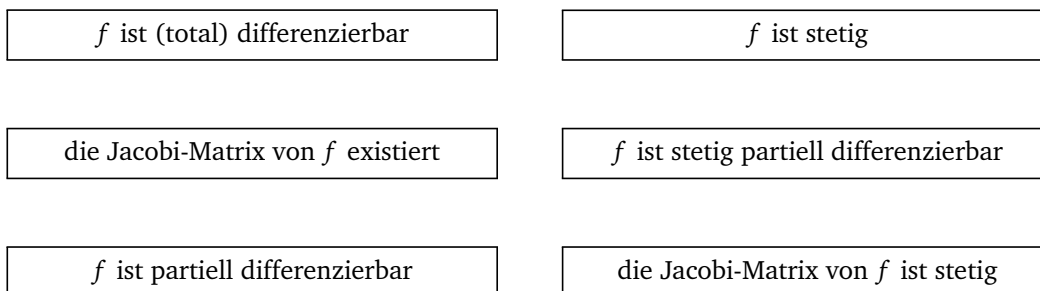 f ist (total) differenzierbar
f ist stetig
die Jacobi-Matrix von f existiert
f ist stetig partiell differenzierbar
f ist partiell differenzierbar
die Jacobi-Matrix von f ist stetig